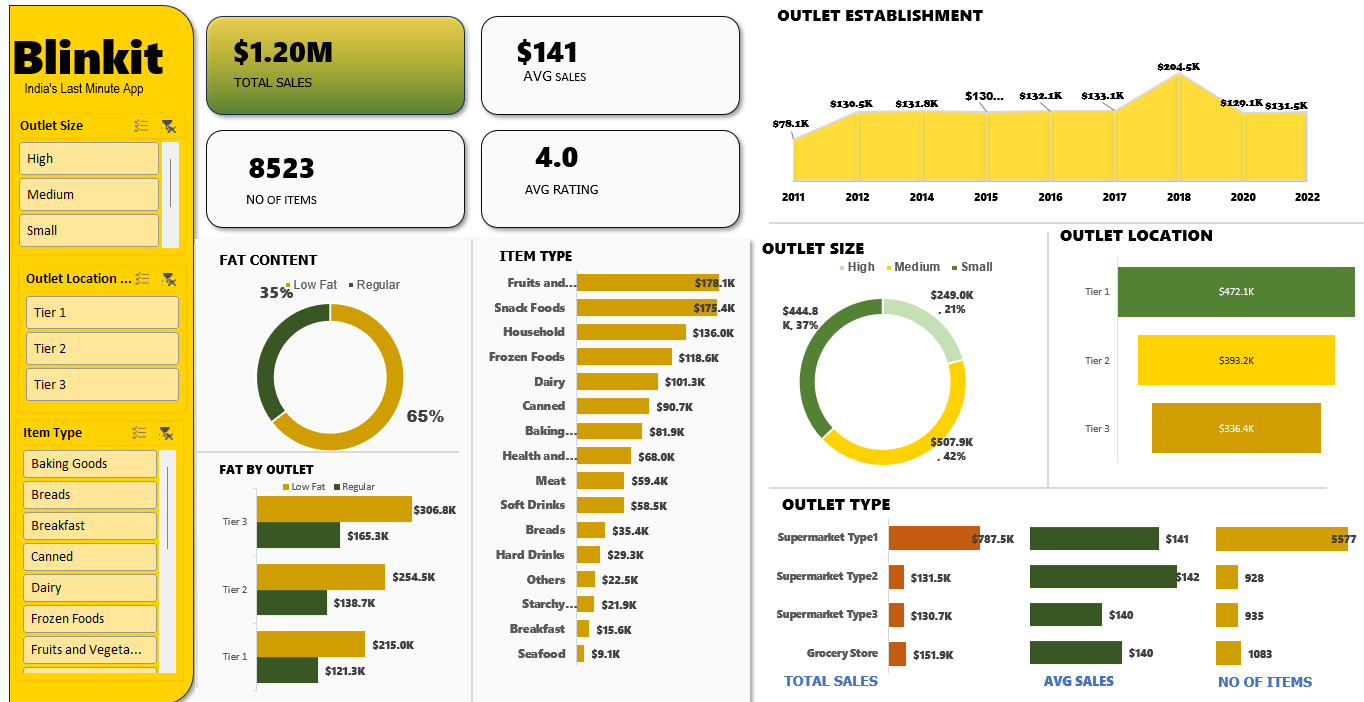 Blinkit
India's Last Minute App
Outlet Size
High
Medium
Small
Outlet Location ...
Tier 1
Tier 2
Tier 3
Item Type
Baking Goods
Breads
Breakfast
Canned
Dairy
Frozen Foods
Fruits and Vegeta...
$1.20M
TOTAL SALES
$141
AVG SALES
8523
NO OF ITEMS
4.0
AVG RATING
OUTLET ESTABLISHMENT
$78.1K
$130.5K
$131.8K
$130...
$132.1K
$133.1K
$204.5K
$129.1K
$131.5K
2011 2012 2014 2015 2016 2017 2018 2020 2022
FAT CONTENT
Low Fat Regular
35%
65%
FAT BY OUTLET
Low Fat Regular
Tier 3
$306.8K
$165.3K
Tier 2
$254.5K
$138.7K
Tier 1
$215.0K
$121.3K
ITEM TYPE
Fruits and... $178.1K
Snack Foods $175.4K
Household $136.0K
Frozen Foods $118.6K
Dairy $101.3K
Canned $90.7K
Baking... $81.9K
Health and... $68.0K
Meat $59.4K
Soft Drinks $58.5K
Breads $35.4K
Hard Drinks $29.3K
Others $22.5K
Starchy... $21.9K
Breakfast $15.6K
Seafood $9.1K
OUTLET SIZE
High Medium Small
$249.0K
, 21%
$444.8
K, 37%
$507.9K
, 42%
OUTLET LOCATION
Tier 1 $472.1K
Tier 2 $393.2K
Tier 3 $336.4K
OUTLET TYPE
Supermarket Type1 $787.5K $141 5577
Supermarket Type2 $131.5K $142 928
Supermarket Type3 $130.7K $140 935
Grocery Store $151.9K $140 1083
TOTAL SALES AVG SALES NO OF ITEMS